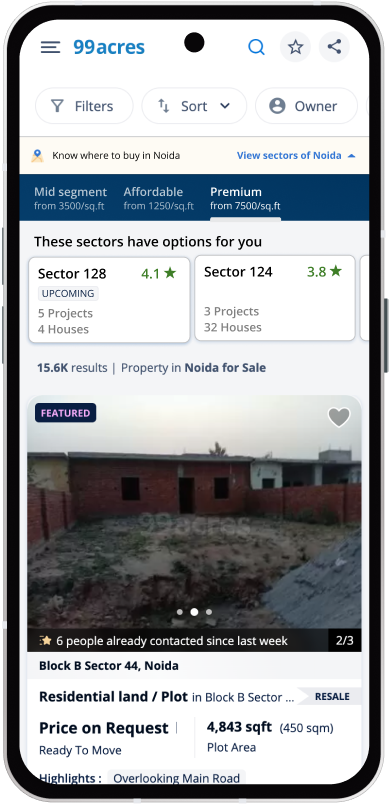 99acres
Filters
Sort
Owner
Know where to buy in Noida
View sectors of Noida
Mid segment
from 3500/sq.ft
Affordable
from 1250/sq.ft
Premium
from 7500/sq.ft
These sectors have options for you
Sector 128
4.1 ★
UPCOMING
5 Projects
4 Houses
Sector 124
3.8 ★
3 Projects
32 Houses
15.6K results | Property in Noida for Sale
FEATURED
99acres
6 people already contacted since last week
2/3
Block B Sector 44, Noida
Residential land / Plot in Block B Sector ...
RESALE
Price on Request
Ready To Move
4,843 sqft (450 sqm)
Plot Area
Highlights : Overlooking Main Road